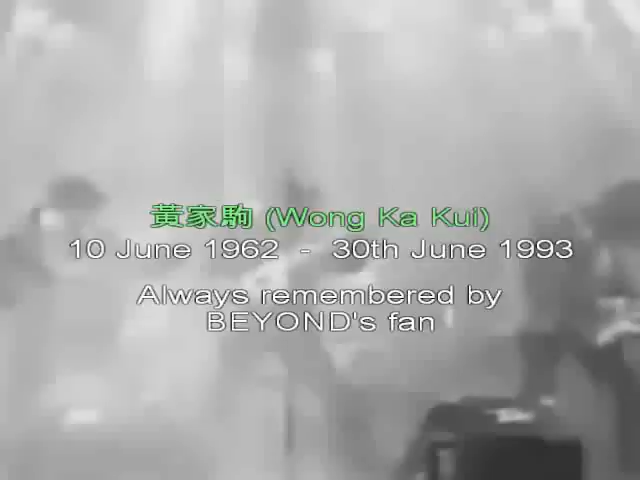 黃家駒 (Wong Ka Kui)
10 June 1962 - 30th June 1993
Always remembered by
BEYOND's fan